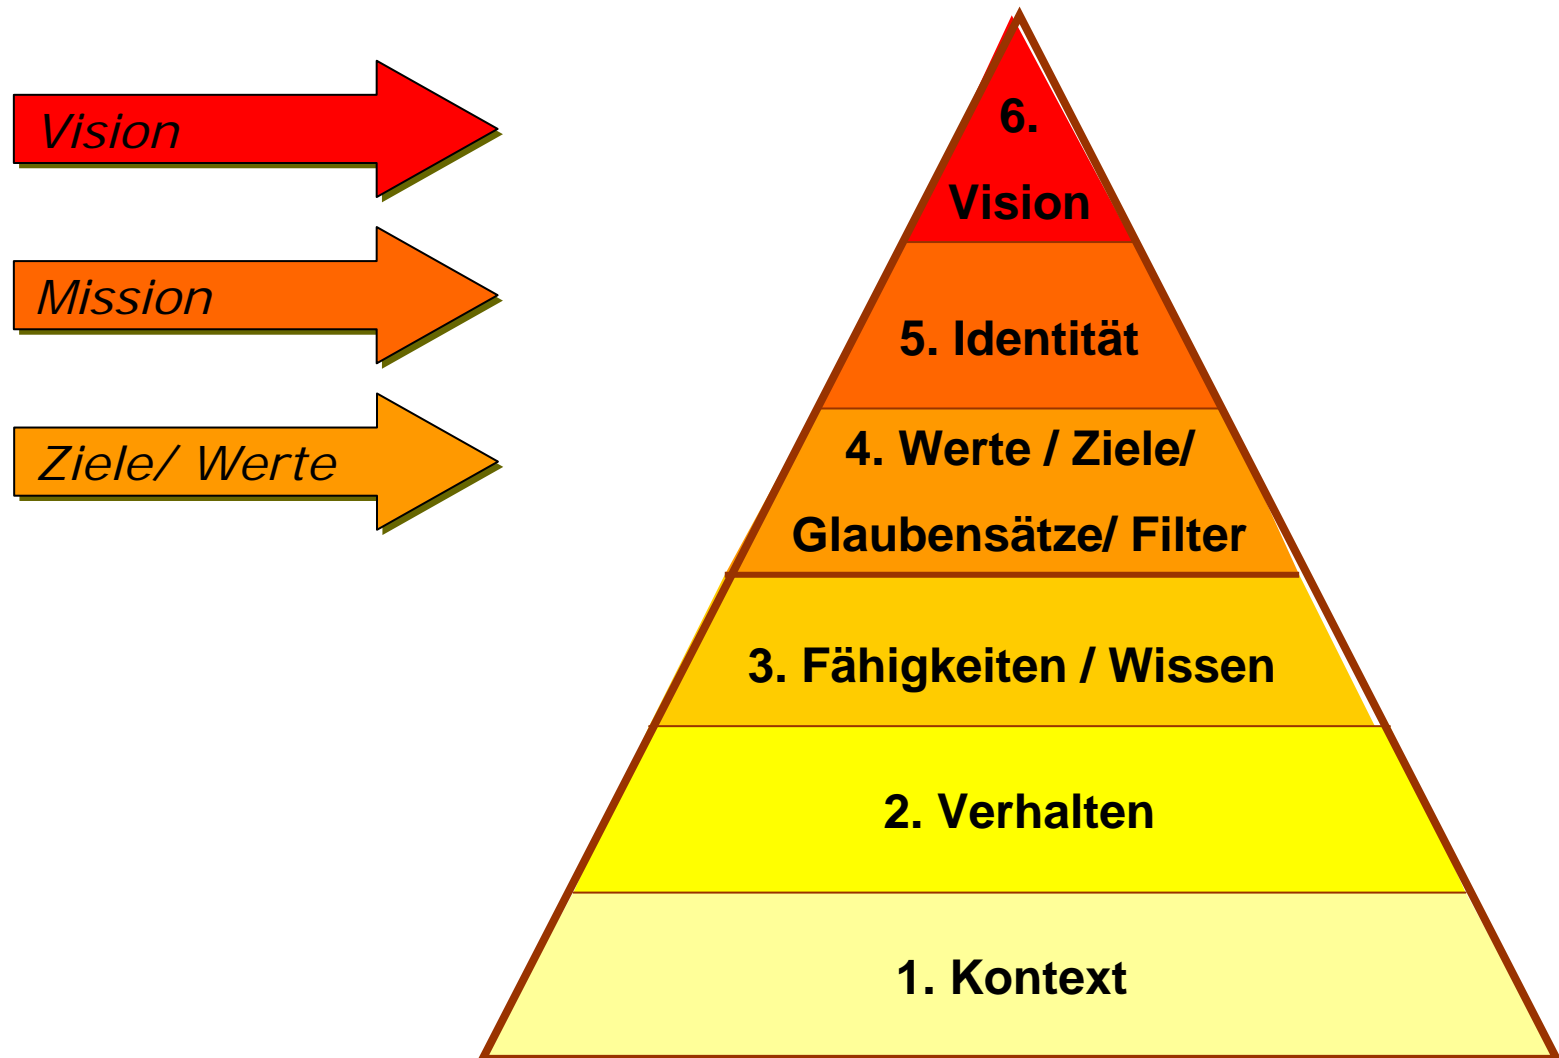 Vision
Mission
Ziele/ Werte
6.
Vision
5. Identität
4. Werte / Ziele/
Glaubensätze/ Filter
3. Fähigkeiten / Wissen
2. Verhalten
1. Kontext